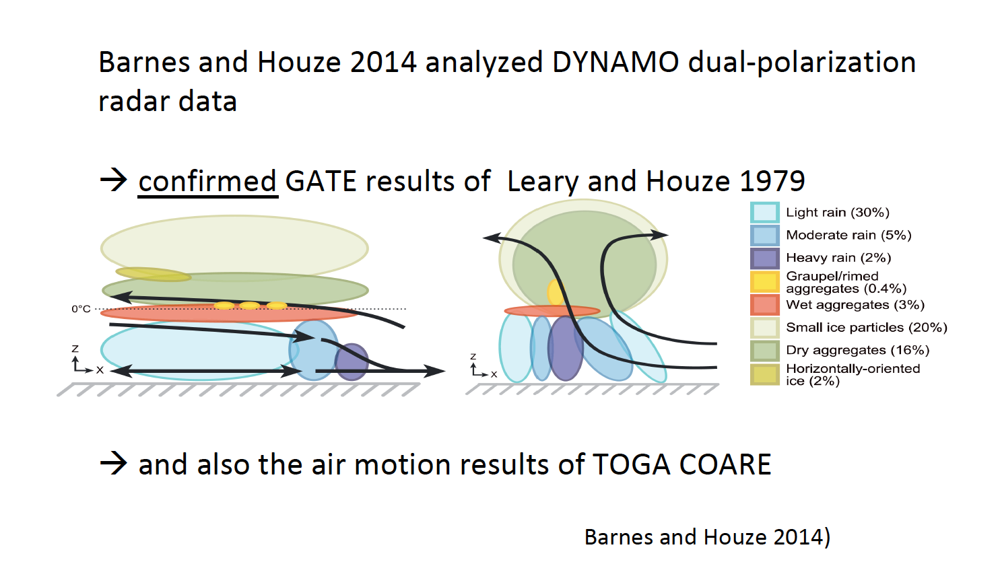 Barnes and Houze 2014 analyzed DYNAMO dual-polarization
radar data
→ confirmed GATE results of  Leary and Houze 1979
0°C
Z
X
Z
X
Light rain (30%)
Moderate rain (5%)
Heavy rain (2%)
Graupel/rimed
aggregates (0.4%)
Wet aggregates (3%)
Small ice particles (20%)
Dry aggregates (16%)
Horizontally-oriented
ice (2%)
→ and also the air motion results of TOGA COARE
Barnes and Houze 2014)